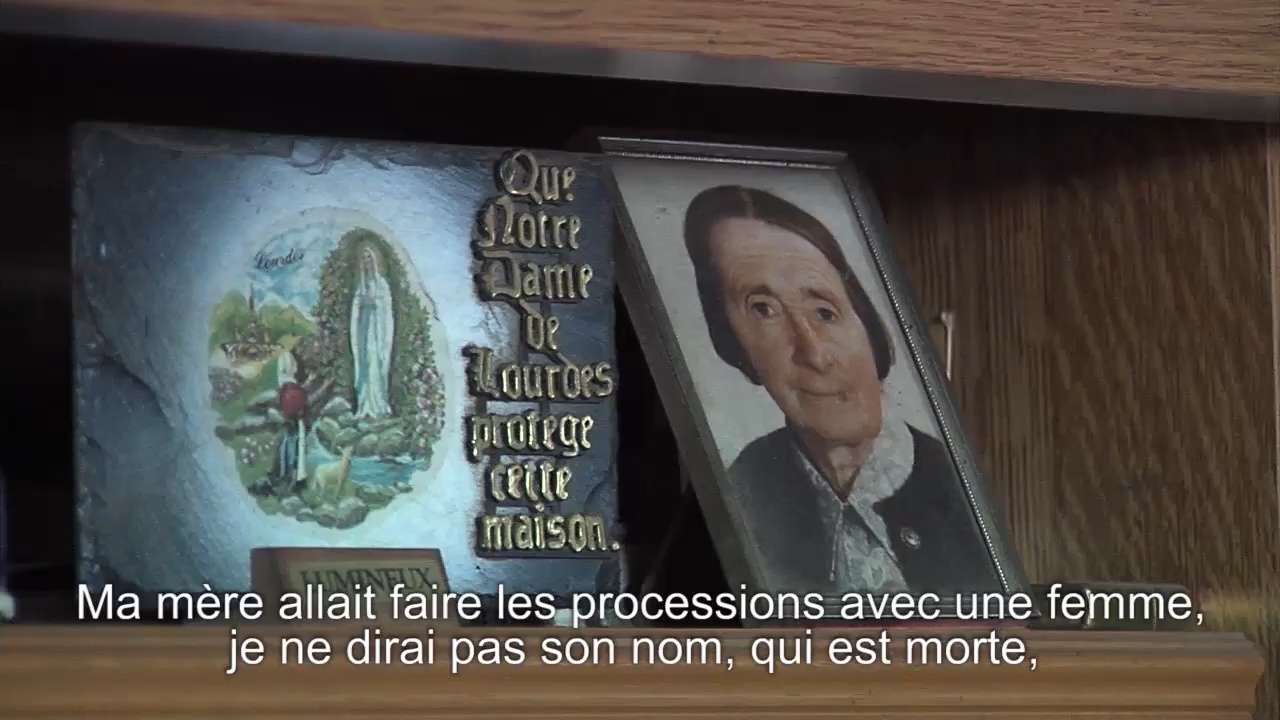 Lourdes
Que
Notre
Dame
de
Lourdes
protège
cette
maison.
LUMINEUX
Ma mère allait faire les processions avec une femme,
je ne dirai pas son nom, qui est morte,